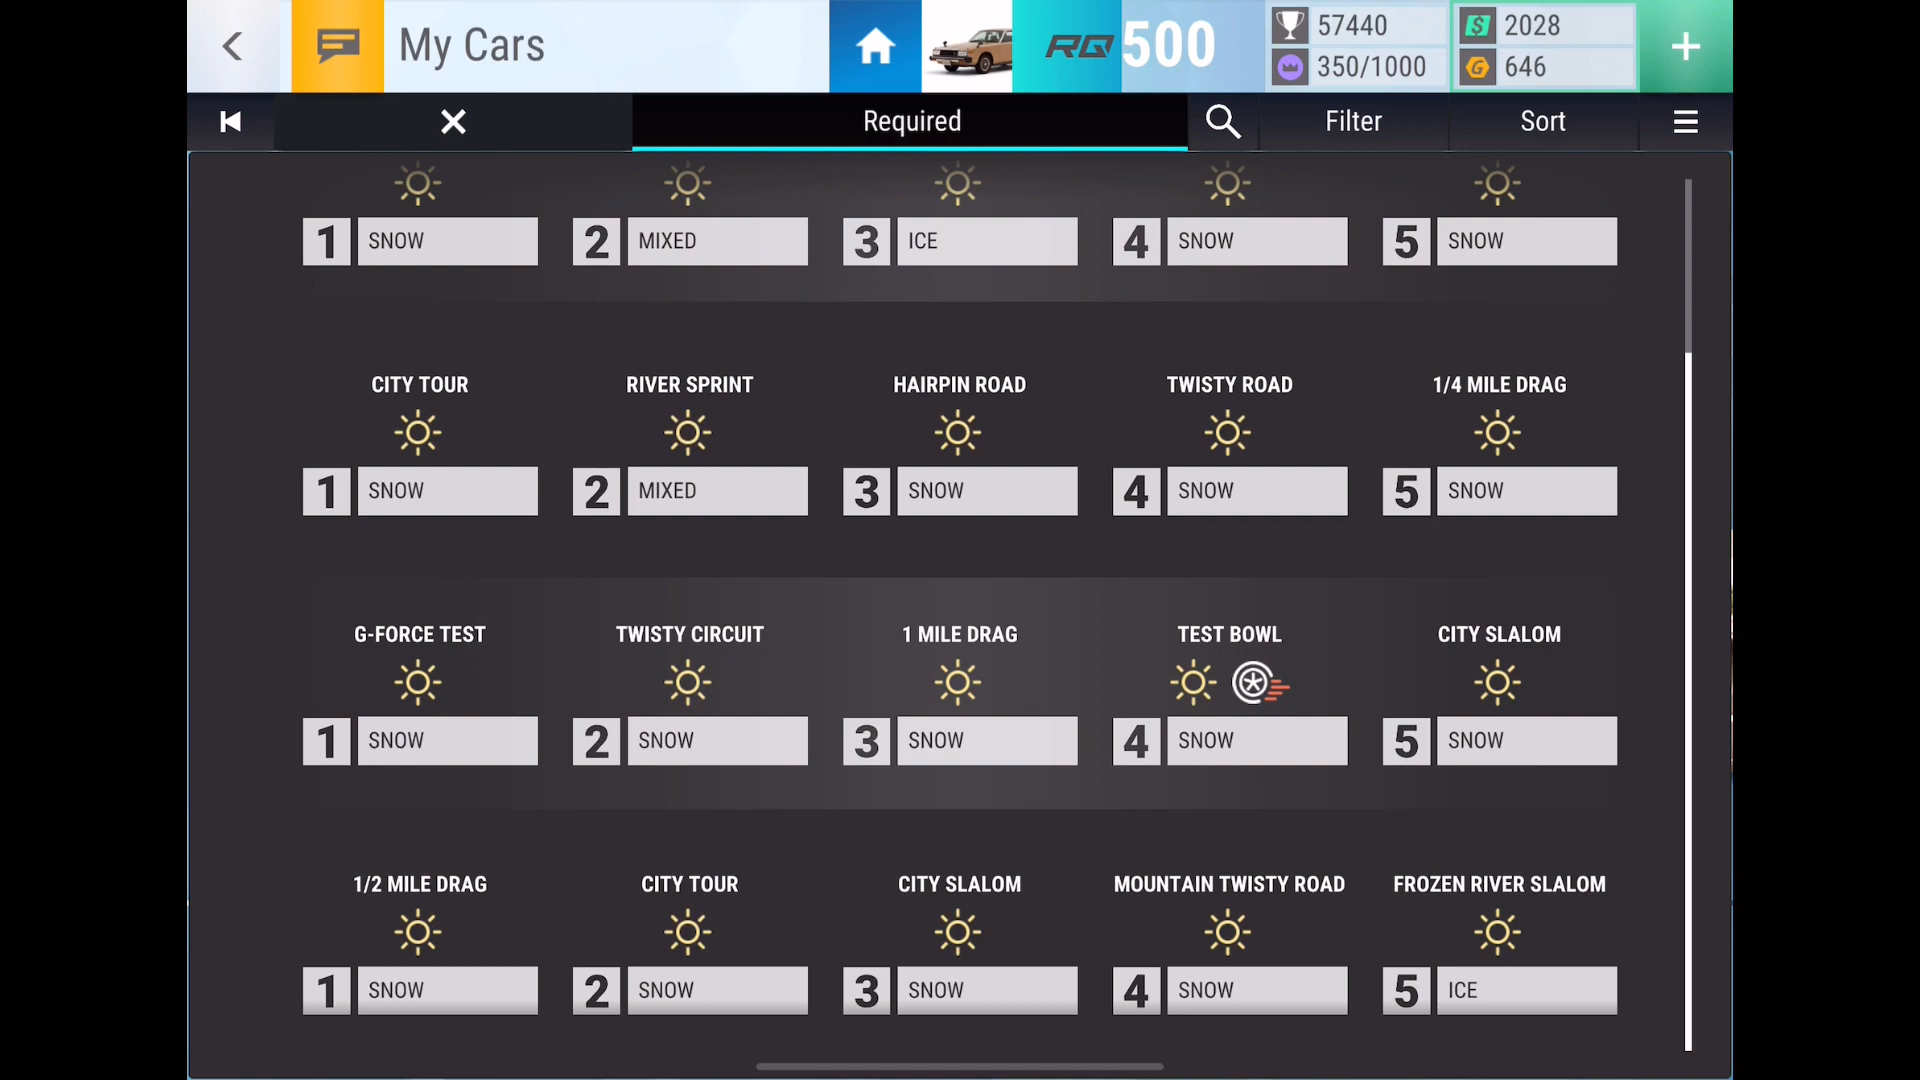 My Cars
RQ 500
57440
350/1000
2028
646
Required
Filter
Sort
1 SNOW 2 MIXED 3 ICE 4 SNOW 5 SNOW
CITY TOUR RIVER SPRINT HAIRPIN ROAD TWISTY ROAD 1/4 MILE DRAG
1 SNOW 2 MIXED 3 SNOW 4 SNOW 5 SNOW
G-FORCE TEST TWISTY CIRCUIT 1 MILE DRAG TEST BOWL CITY SLALOM
1 SNOW 2 SNOW 3 SNOW 4 SNOW 5 SNOW
1/2 MILE DRAG CITY TOUR CITY SLALOM MOUNTAIN TWISTY ROAD FROZEN RIVER SLALOM
1 SNOW 2 SNOW 3 SNOW 4 SNOW 5 ICE